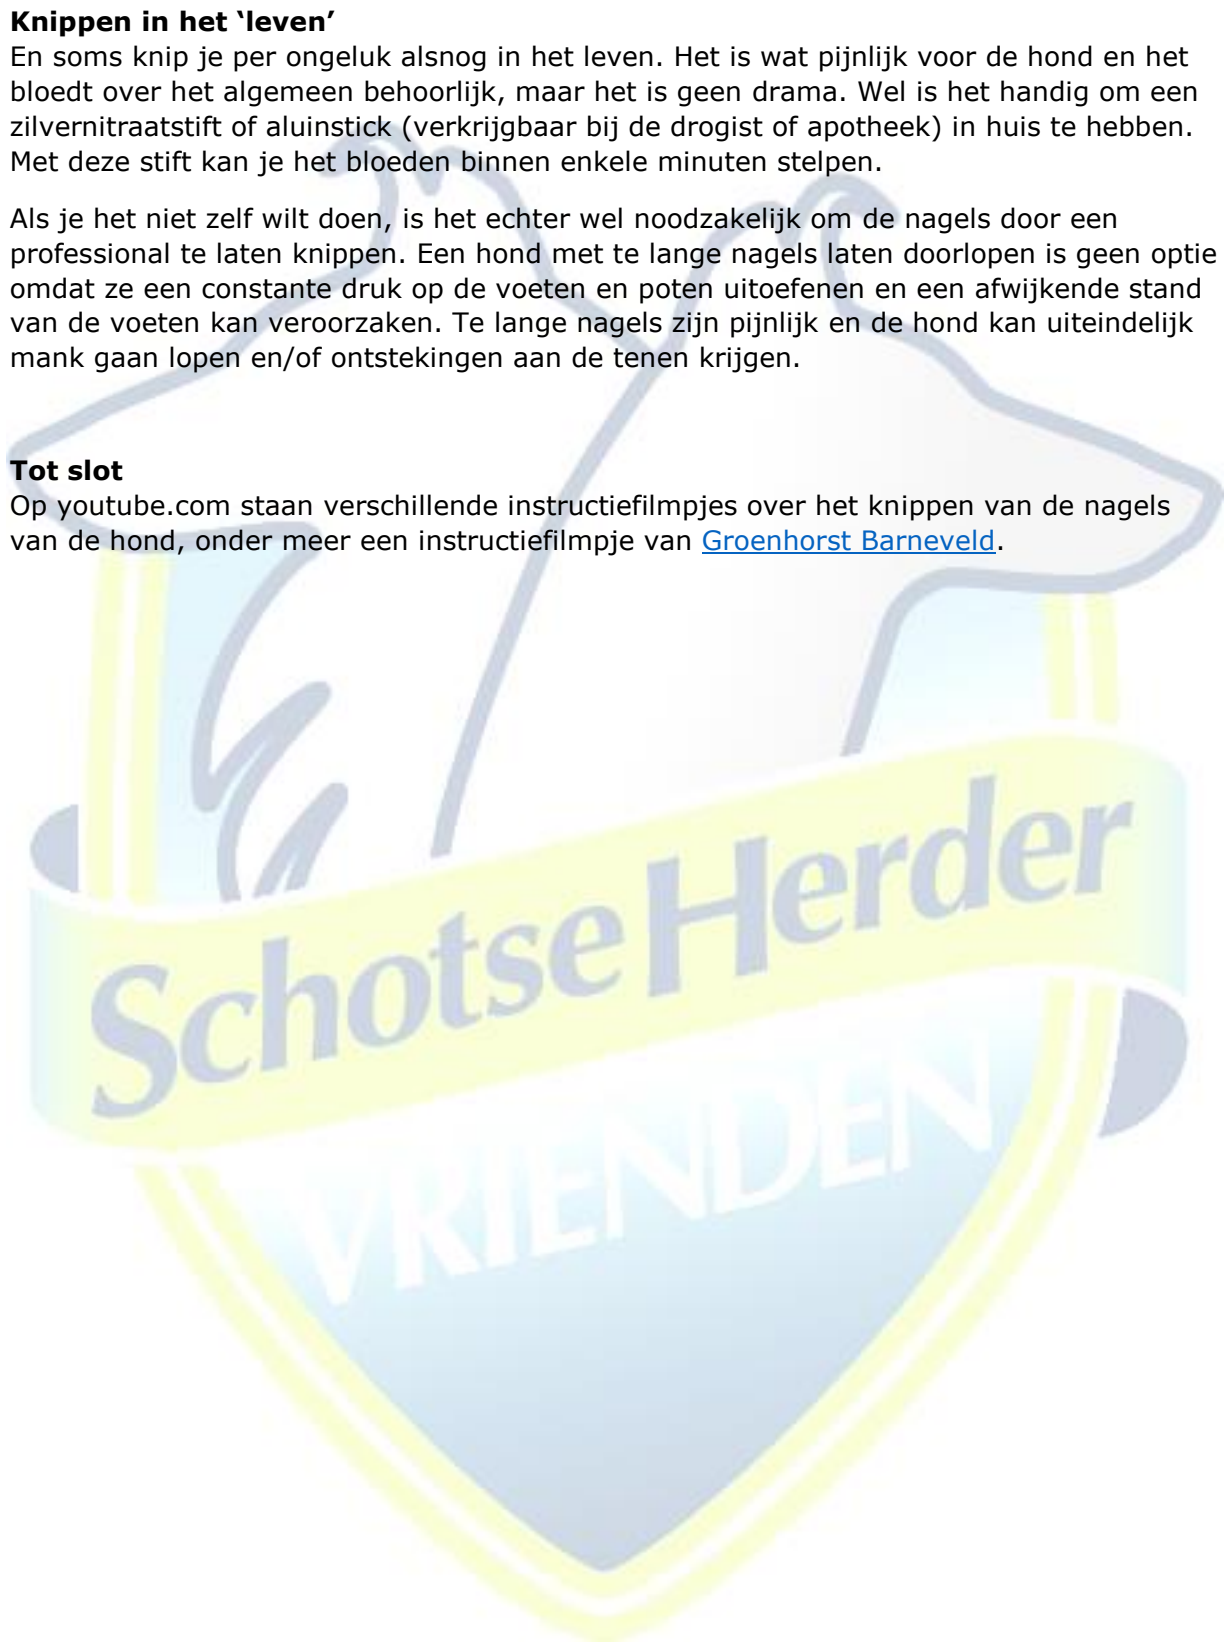 Knippen in het ‘leven’
En soms knip je per ongeluk alsnog in het leven. Het is wat pijnlijk voor de hond en het
bloedt over het algemeen behoorlijk, maar het is geen drama. Wel is het handig om een
zilvernitraatstift of aluinstick (verkrijgbaar bij de drogist of apotheek) in huis te hebben.
Met deze stift kan je het bloeden binnen enkele minuten stelpen.
Als je het niet zelf wilt doen, is het echter wel noodzakelijk om de nagels door een
professional te laten knippen. Een hond met te lange nagels laten doorlopen is geen optie
omdat ze een constante druk op de voeten en poten uitoefenen en een afwijkende stand
van de voeten kan veroorzaken. Te lange nagels zijn pijnlijk en de hond kan uiteindelijk
mank gaan lopen en/of ontstekingen aan de tenen krijgen.
Tot slot
Op youtube.com staan verschillende instructiefilmpjes over het knippen van de nagels
van de hond, onder meer een instructiefilmpje van Groenhorst Barneveld.
Schotse Herder
VRIENDEN